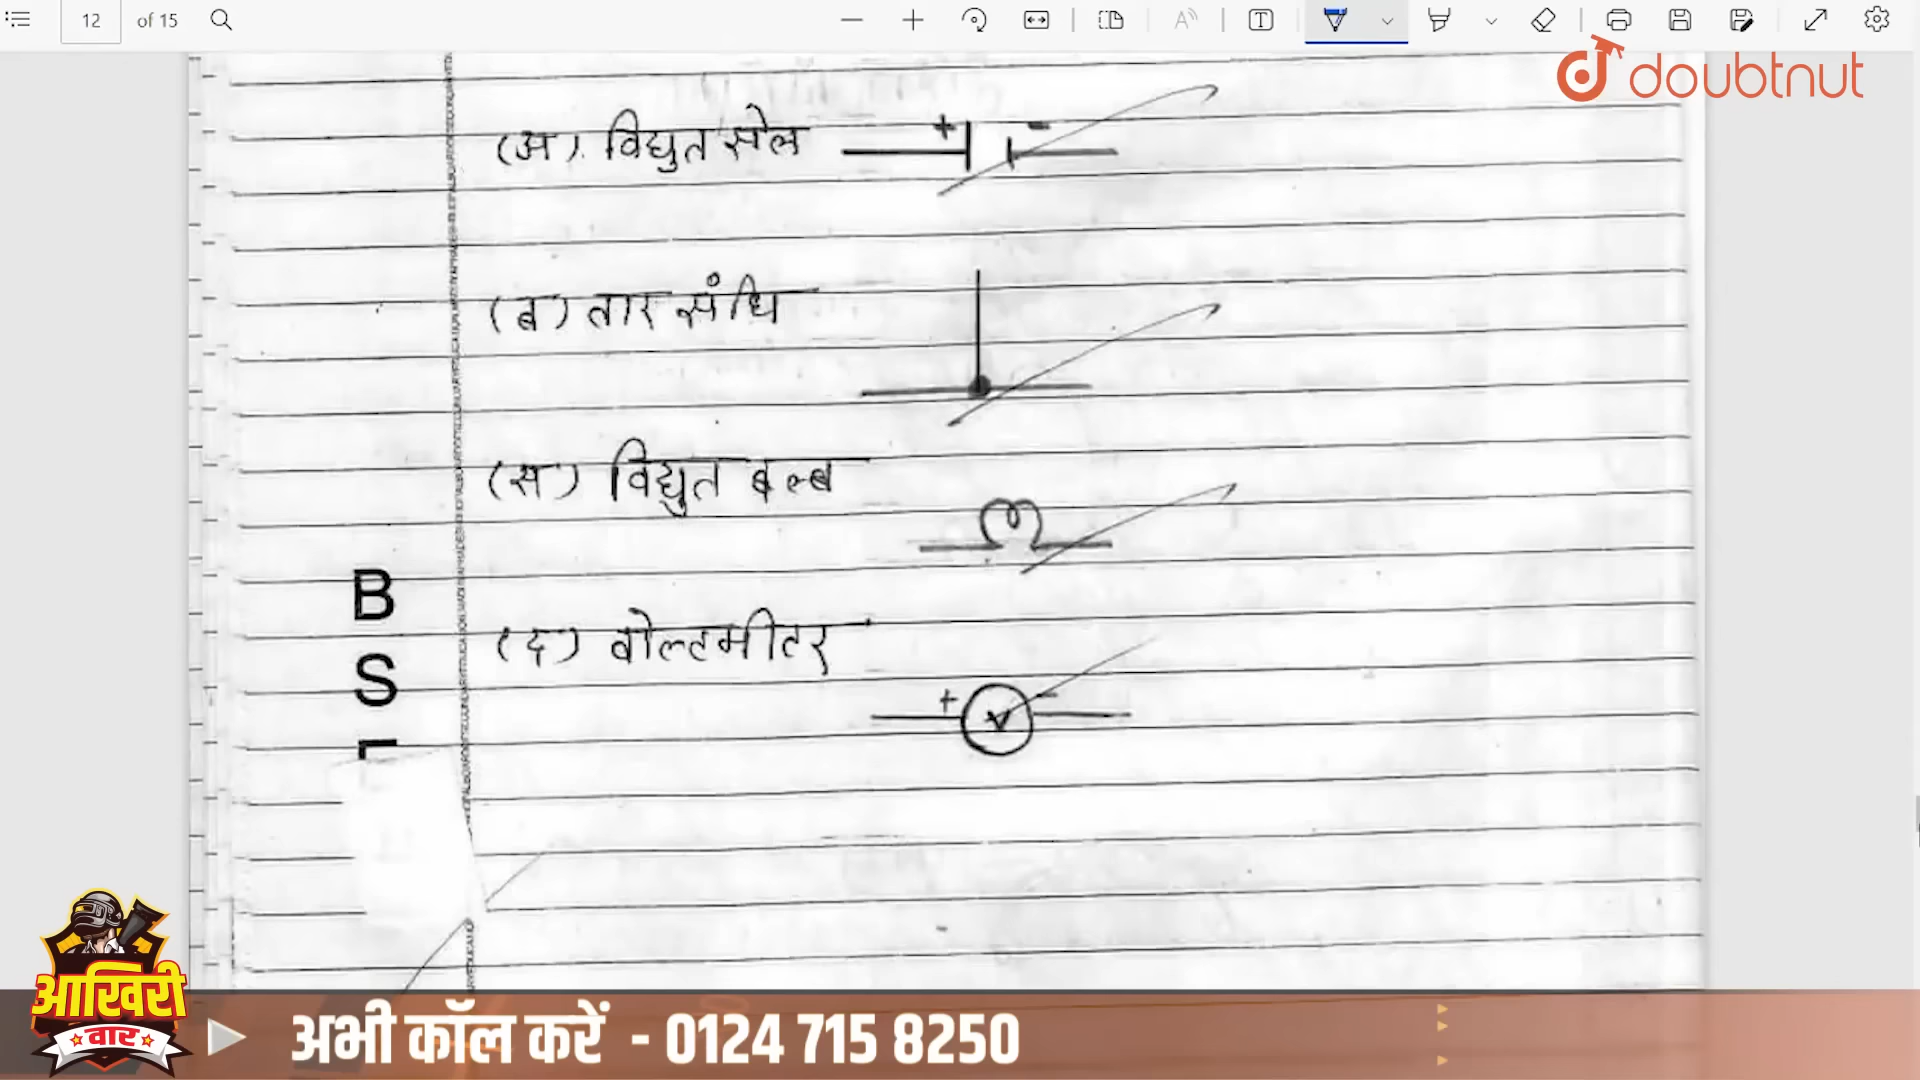 12 of 15
doubtnut
(अ). विद्युत सेल + -
(ब) तार संधि
(स) विद्युत बल्ब
(द) वोल्टमीटर
+ V -
B
S
आखिरी
वार
अभी कॉल करें - 0124 715 8250